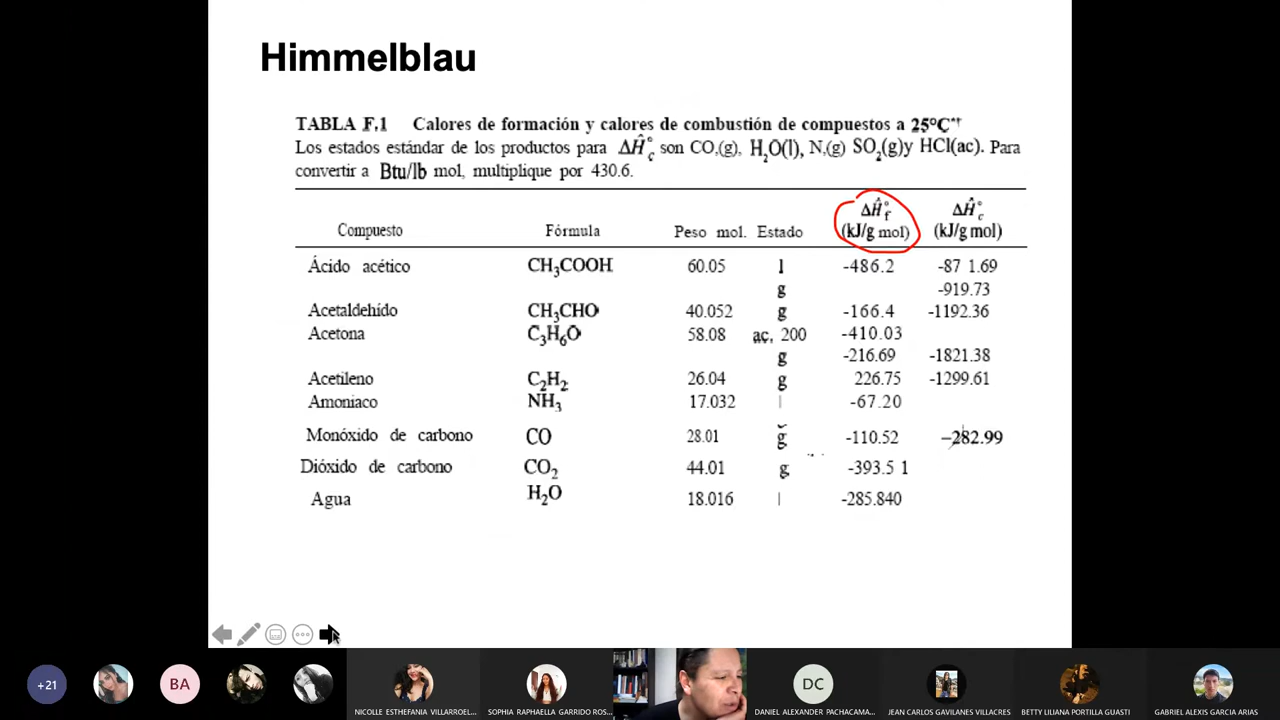 Himmelblau
TABLA F.1 Calores de formación y calores de combustión de compuestos a 25°C*†
Los estados estándar de los productos para ΔĤ°c son CO,(g), H₂O(l), N,(g) SO₂(g)y HCl(ac). Para
convertir a Btu/lb mol, multiplique por 430.6.
ΔĤ°f ΔĤ°c
Compuesto Fórmula Peso mol. Estado (kJ/g mol) (kJ/g mol)
Ácido acético CH₃COOH 60.05 l -486.2 -87 1.69
g -919.73
Acetaldehído CH₃CHO 40.052 g -166.4 -1192.36
Acetona C₃H₆O 58.08 ac, 200 -410.03
g -216.69 -1821.38
Acetileno C₂H₂ 26.04 g 226.75 -1299.61
Amoniaco NH₃ 17.032 l -67.20
Monóxido de carbono CO 28.01 g -110.52 -282.99
Dióxido de carbono CO₂ 44.01 g -393.5 1
Agua H₂O 18.016 l -285.840
+21
BA
DC
NICOLLE ESTHEFANIA VILLARROEL... SOPHIA RAPHAELLA GARRIDO ROS... DANIEL ALEXANDER PACHACAMA... JEAN CARLOS GAVILANES VILLACRES BETTY LILIANA PORTILLA GUASTI GABRIEL ALEXIS GARCIA ARIAS